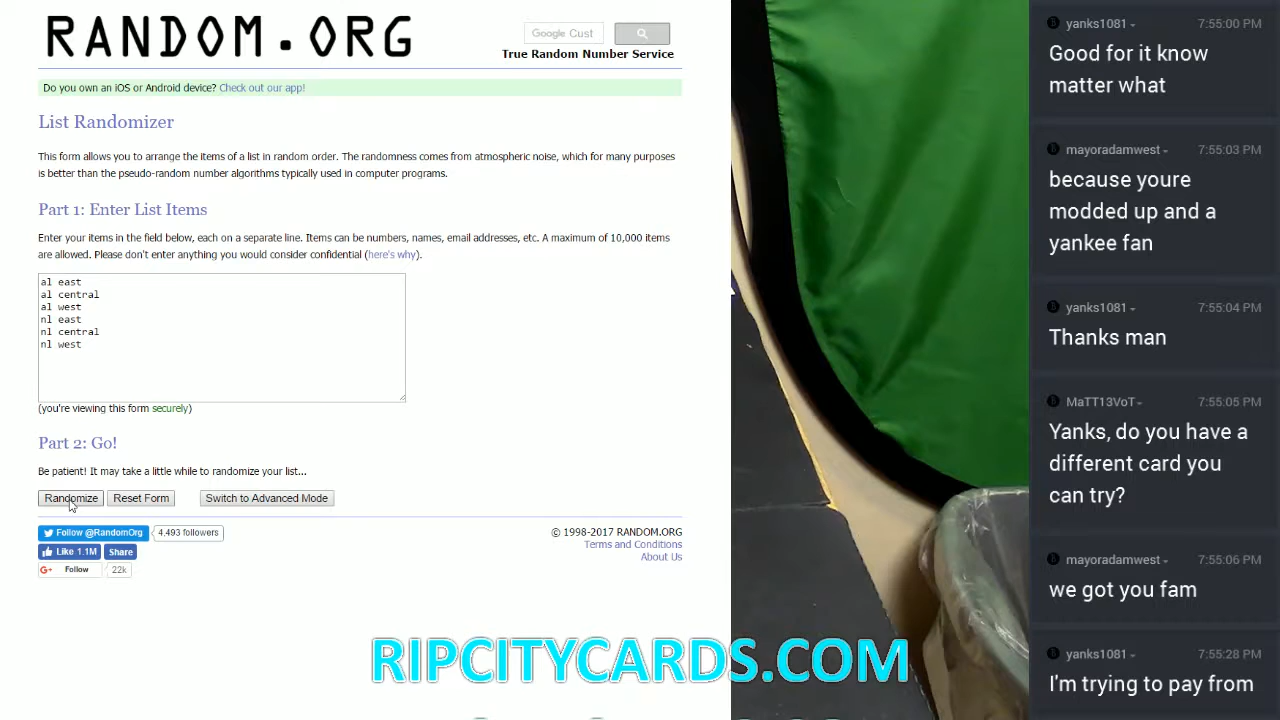 RANDOM.ORG
Google Cust
True Random Number Service
Do you own an iOS or Android device? Check out our app!
List Randomizer
This form allows you to arrange the items of a list in random order. The randomness comes from atmospheric noise, which for many purposes
is better than the pseudo-random number algorithms typically used in computer programs.
Part 1: Enter List Items
Enter your items in the field below, each on a separate line. Items can be numbers, names, email addresses, etc. A maximum of 10,000 items
are allowed. Please don't enter anything you would consider confidential (here's why).
al east
al central
al west
nl east
nl central
nl west
(you're viewing this form securely)
Part 2: Go!
Be patient! It may take a little while to randomize your list...
Randomize Reset Form Switch to Advanced Mode
Follow @RandomOrg 4,493 followers
Like 1.1M Share
Follow 22k
© 1998-2017 RANDOM.ORG
Terms and Conditions
About Us
RIPCITYCARDS.COM
yanks1081 7:55:00 PM
Good for it know
matter what
mayoradamwest 7:55:03 PM
because youre
modded up and a
yankee fan
yanks1081 7:55:04 PM
Thanks man
MaTT13VoT 7:55:05 PM
Yanks, do you have a
different card you
can try?
mayoradamwest 7:55:06 PM
we got you fam
yanks1081 7:55:28 PM
I'm trying to pay from